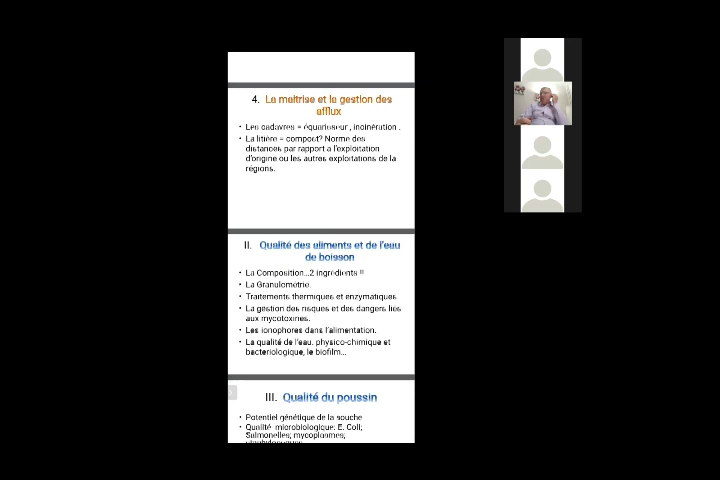 4. La maitrise et la gestion des
afflux
• Les cadavres = équarisseur , incinération .
• La litière = compost? Norme des
distances par rapport a l'exploitation
d'origine ou les autres exploitations de la
régions.
II. Qualité des aliments et de l'eau
de boisson
• La Composition...2 ingrédients !!
• La Granulométrie.
• Traitements thermiques et enzymatiques.
• La gestion des risques et des dangers liés
aux mycotoxines.
• Les ionophores dans l'alimentation.
• La qualité de l'eau. physico-chimique et
bacteriologique, le biofilm...
III. Qualité du poussin
• Potentiel génétique de la souche
• Qualité microbiologique: E. Coli;
Salmonelles; mycoplasmes;